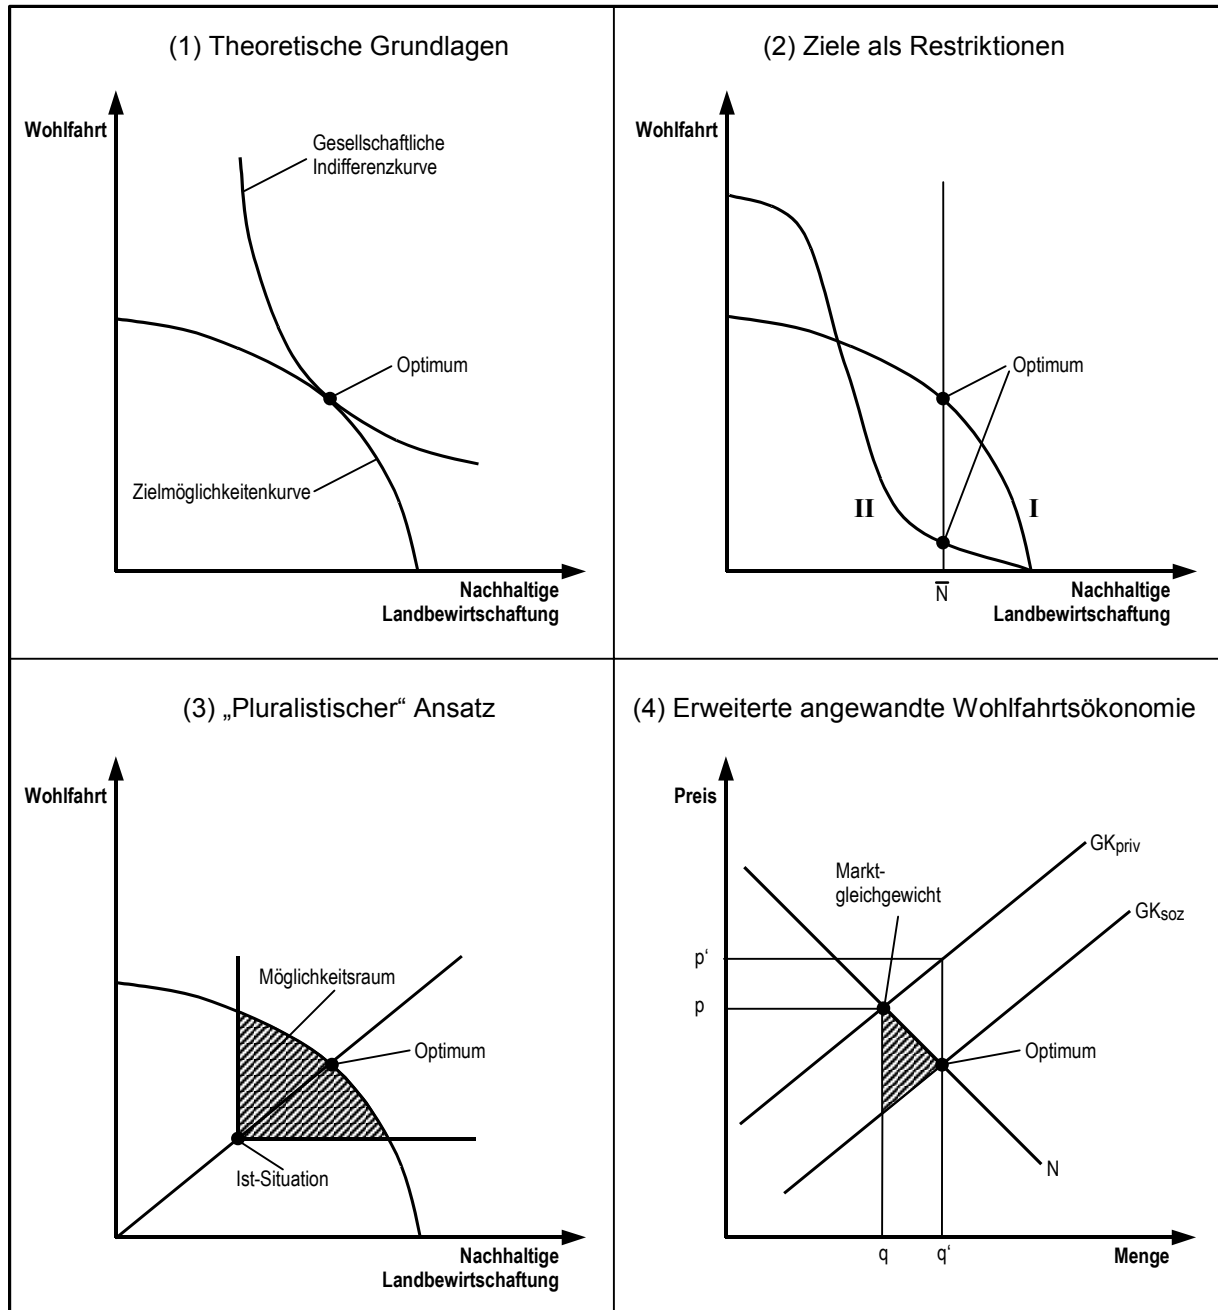 (1) Theoretische Grundlagen
Wohlfahrt
Gesellschaftliche
Indifferenzkurve
Optimum
Zielmöglichkeitenkurve
Nachhaltige
Landbewirtschaftung
(2) Ziele als Restriktionen
Wohlfahrt
Optimum
II
I
N̅
Nachhaltige
Landbewirtschaftung
(3) „Pluralistischer“ Ansatz
Wohlfahrt
Möglichkeitsraum
Optimum
Ist-Situation
Nachhaltige
Landbewirtschaftung
(4) Erweiterte angewandte Wohlfahrtsökonomie
Preis
GKpriv
Markt-
gleichgewicht
GKsoz
p‘
p
Optimum
N
q
q‘
Menge